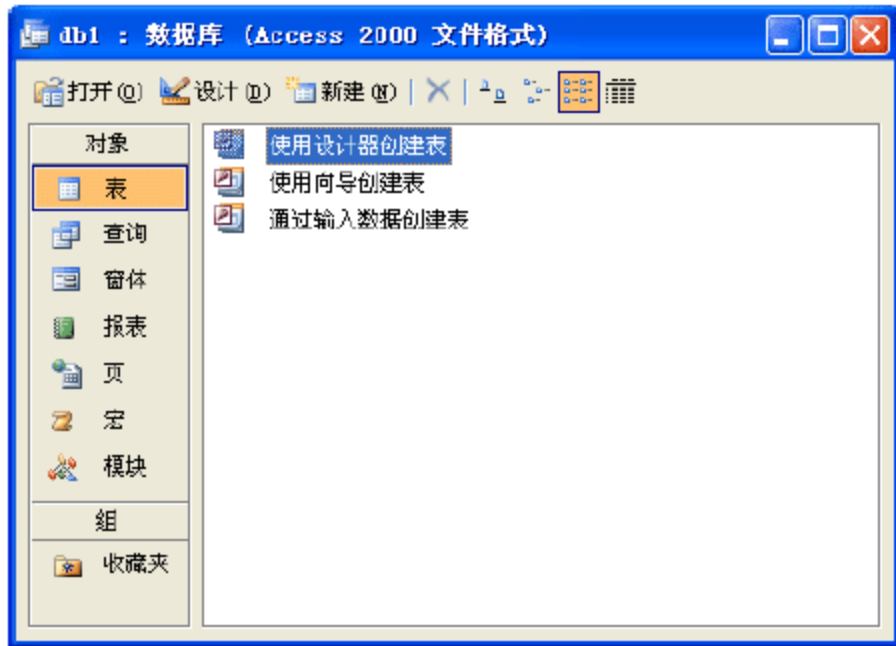 db1 : 数据库 (Access 2000 文件格式)
打开(O) 设计(D) 新建(N)
对象
表
查询
窗体
报表
页
宏
模块
组
收藏夹
使用设计器创建表
使用向导创建表
通过输入数据创建表